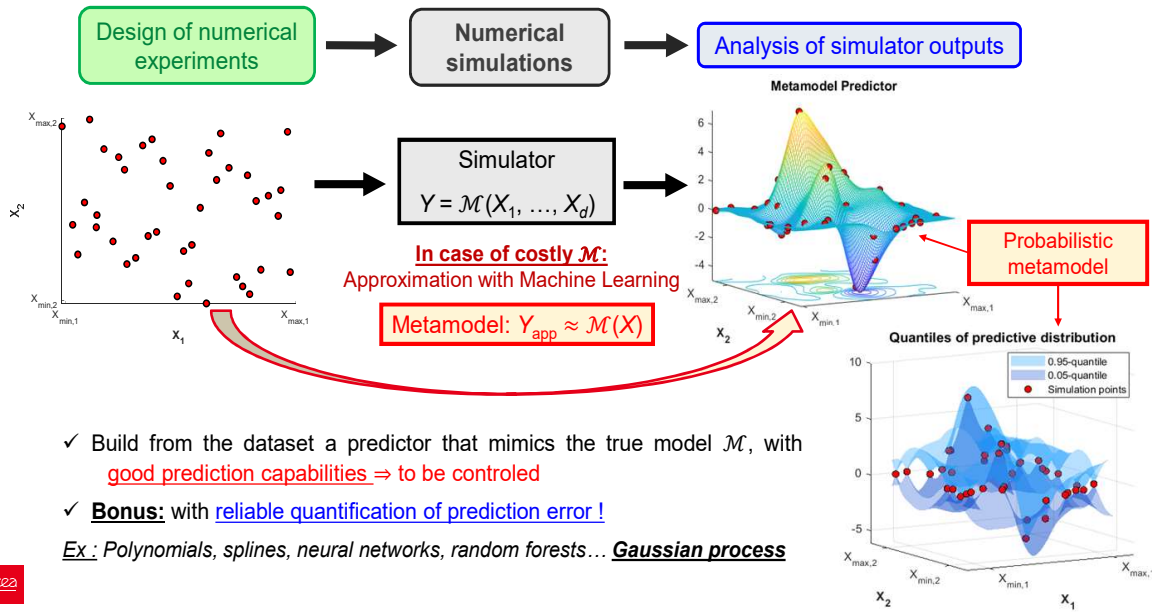 Design of numerical
experiments
Numerical
simulations
Analysis of simulator outputs
X_max,2
X_2
X_min,2
X_min,1
X_max,1
X_1
Simulator
Y = ℳ(X_1, …, X_d)
In case of costly ℳ:
Approximation with Machine Learning
Metamodel: Y_app ≈ ℳ(X)
Metamodel Predictor
6
4
2
0
-2
-4
X_max,2
X_min,2
X_2
X_min,1
X_max,1
Probabilistic
metamodel
Quantiles of predictive distribution
0.95-quantile
0.05-quantile
Simulation points
10
5
0
-5
X_max,2
X_min,2
X_2
X_min,1
X_max,1
X_1
✓ Build from the dataset a predictor that mimics the true model ℳ, with
good prediction capabilities ⇒ to be controled
✓ Bonus: with reliable quantification of prediction error !
Ex : Polynomials, splines, neural networks, random forests… Gaussian process
cea